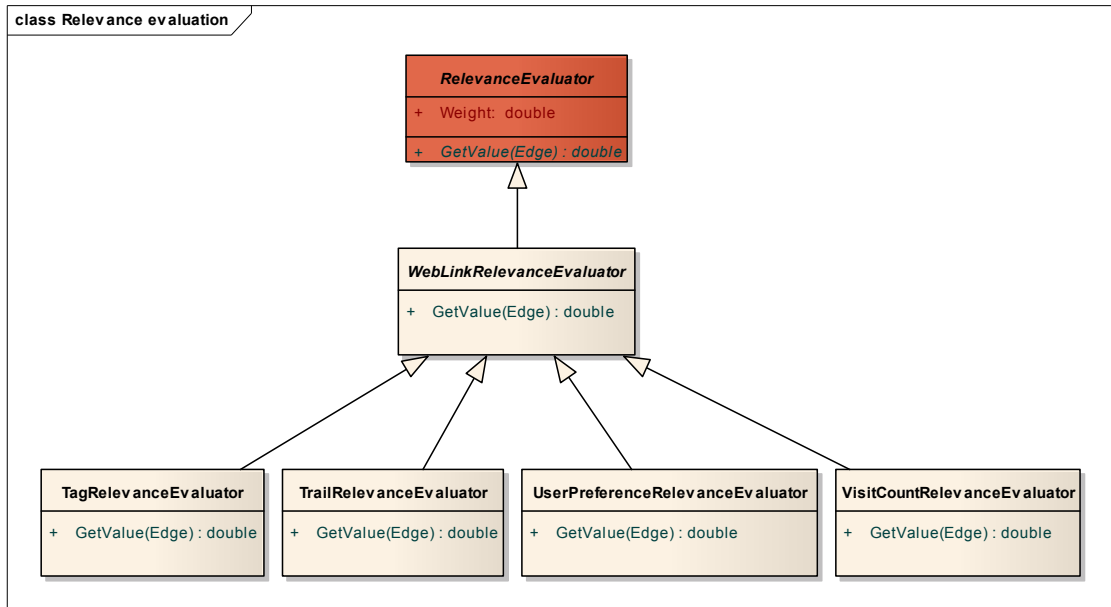 class Relevance evaluation
RelevanceEvaluator
+ Weight: double
+ GetValue(Edge) : double
WebLinkRelevanceEvaluator
+ GetValue(Edge) : double
TagRelevanceEvaluator
+ GetValue(Edge) : double
TrailRelevanceEvaluator
+ GetValue(Edge) : double
UserPreferenceRelevanceEvaluator
+ GetValue(Edge) : double
VisitCountRelevanceEvaluator
+ GetValue(Edge) : double